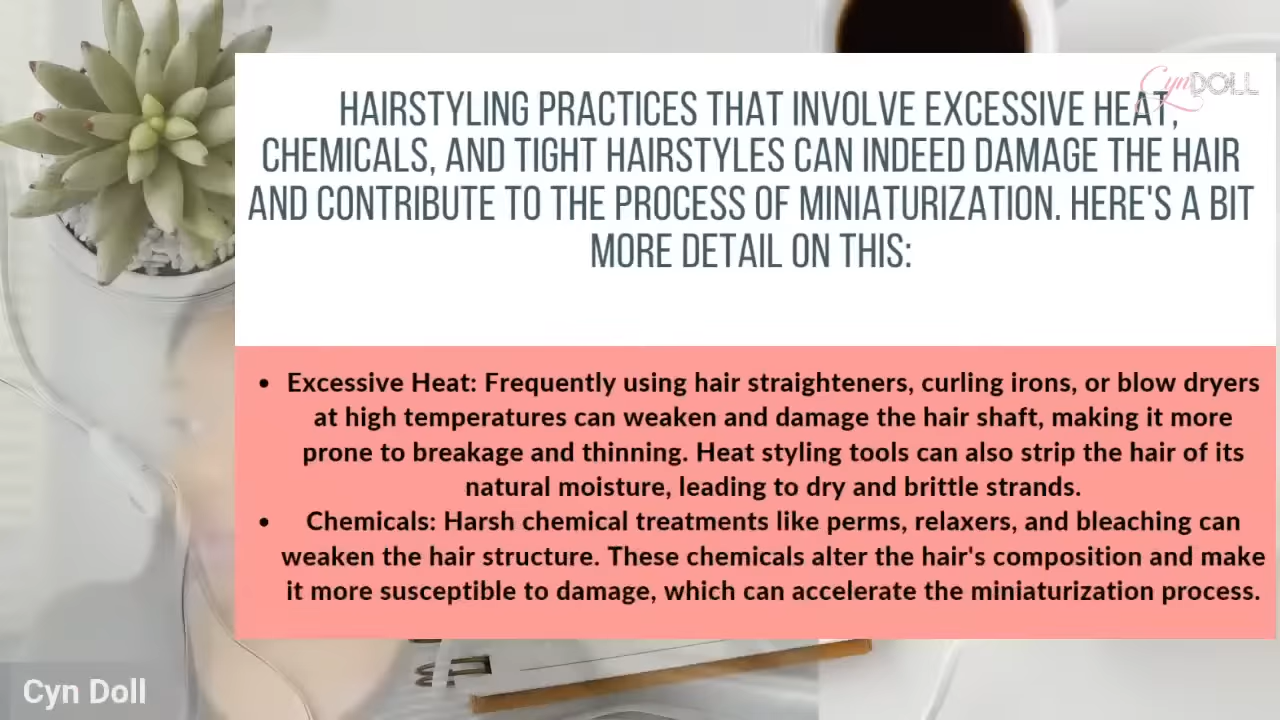 CynDOLL
HAIRSTYLING PRACTICES THAT INVOLVE EXCESSIVE HEAT,
CHEMICALS, AND TIGHT HAIRSTYLES CAN INDEED DAMAGE THE HAIR
AND CONTRIBUTE TO THE PROCESS OF MINIATURIZATION. HERE'S A BIT
MORE DETAIL ON THIS:
• Excessive Heat: Frequently using hair straighteners, curling irons, or blow dryers
at high temperatures can weaken and damage the hair shaft, making it more
prone to breakage and thinning. Heat styling tools can also strip the hair of its
natural moisture, leading to dry and brittle strands.
• Chemicals: Harsh chemical treatments like perms, relaxers, and bleaching can
weaken the hair structure. These chemicals alter the hair's composition and make
it more susceptible to damage, which can accelerate the miniaturization process.
Cyn Doll